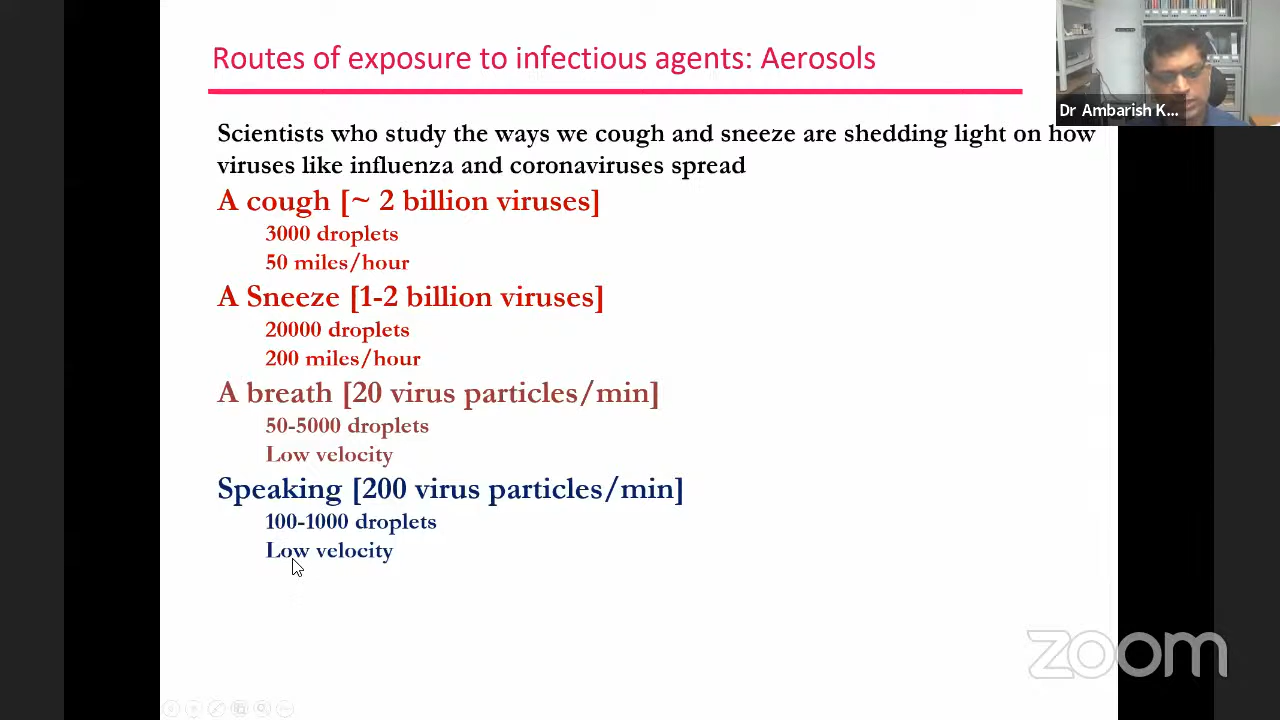 Routes of exposure to infectious agents: Aerosols
Dr Ambarish K...
Scientists who study the ways we cough and sneeze are shedding light on how
viruses like influenza and coronaviruses spread
A cough [~ 2 billion viruses]
3000 droplets
50 miles/hour
A Sneeze [1-2 billion viruses]
20000 droplets
200 miles/hour
A breath [20 virus particles/min]
50-5000 droplets
Low velocity
Speaking [200 virus particles/min]
100-1000 droplets
Low velocity
zoom